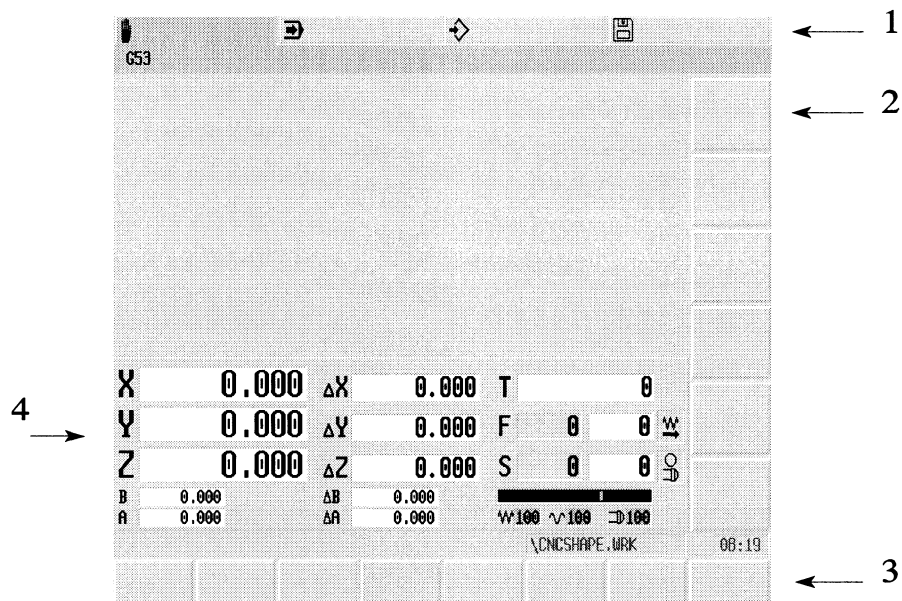 1
G53
2
X 0.000 ΔX 0.000 T 0
4
Y 0.000 ΔY 0.000 F 0 0
Z 0.000 ΔZ 0.000 S 0 0
B 0.000 ΔB 0.000
A 0.000 ΔA 0.000 100 100 100
\CNCSHAPE.WRK 08:19
3